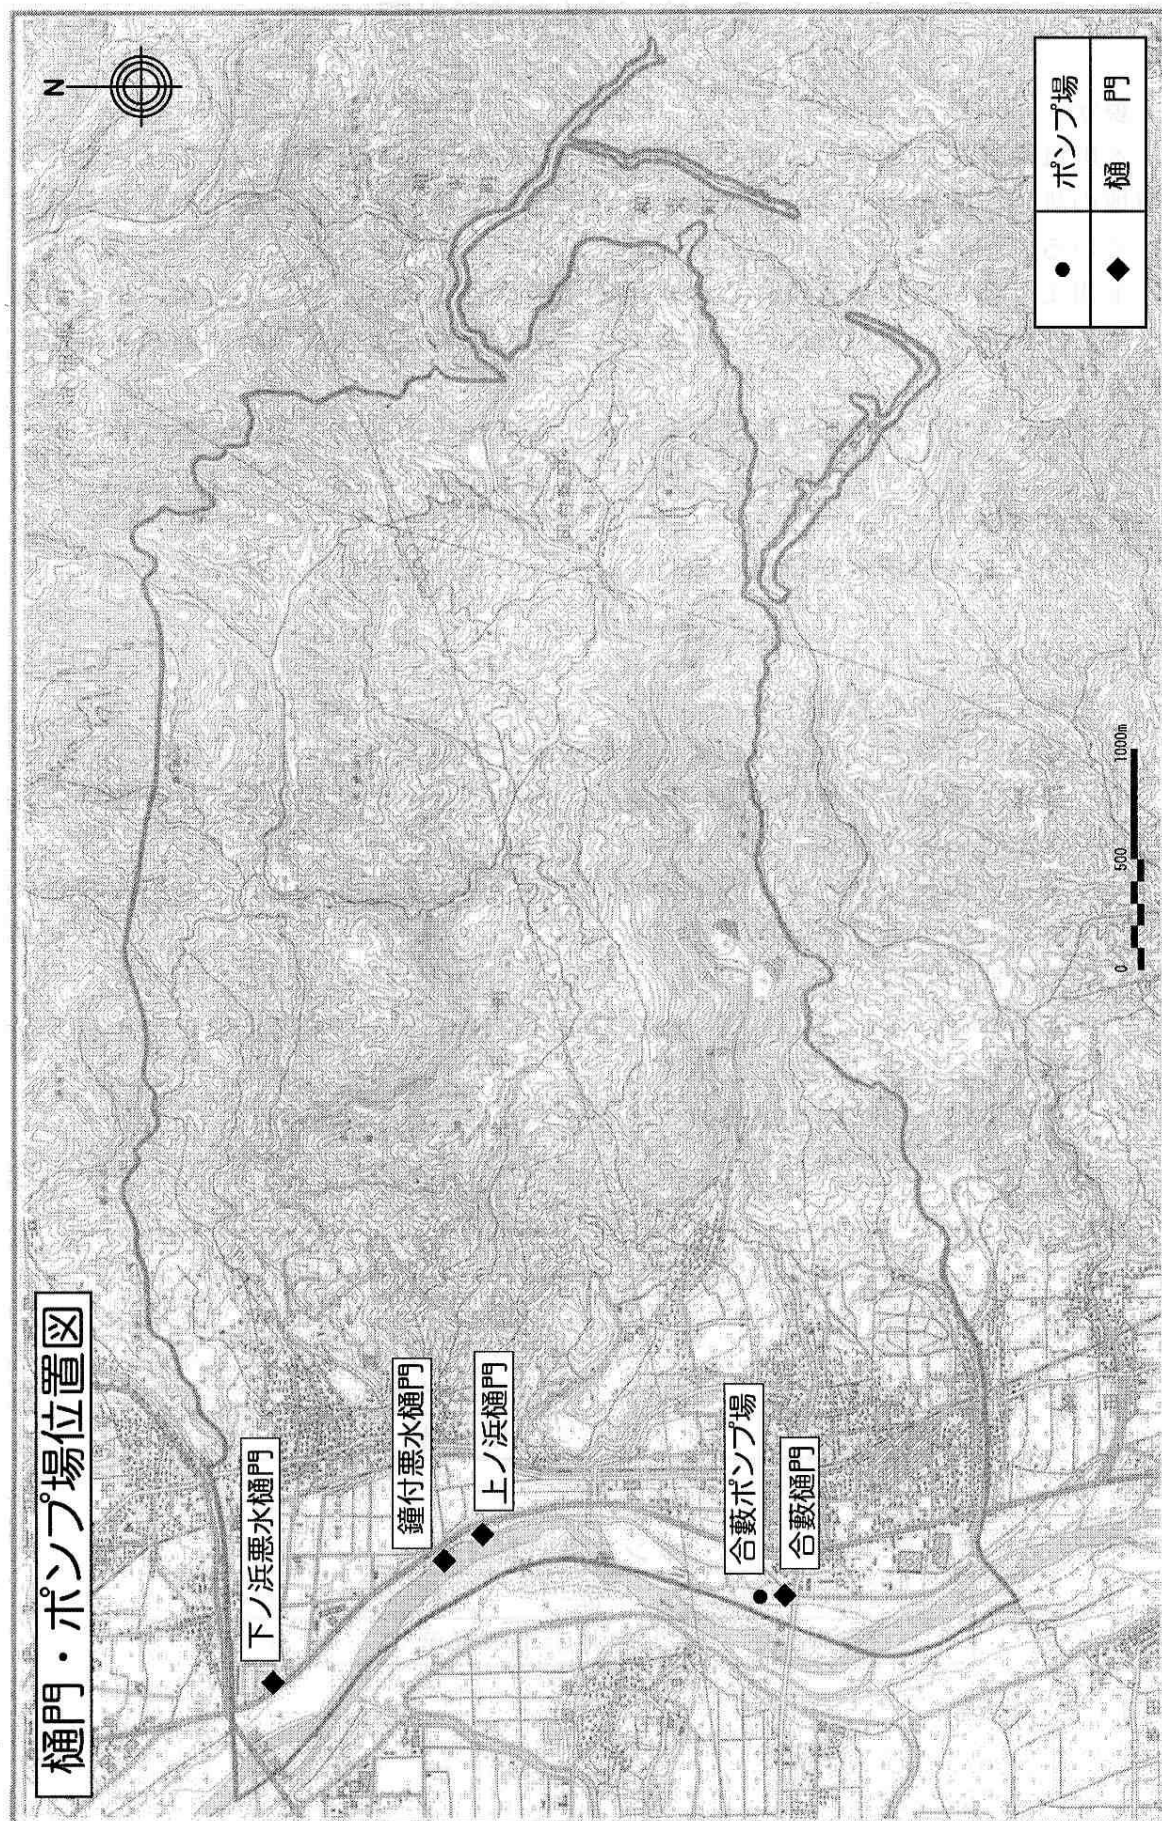 樋門・ポンプ場位置図
N
● ポンプ場
◆ 樋門
下ノ浜悪水樋門
鐘付悪水樋門
上ノ浜樋門
合藪ポンプ場
合藪樋門
0 500 1000m